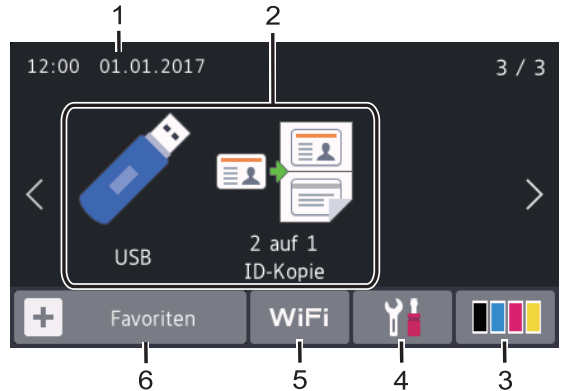 1
2
12:00 01.01.2017
3 / 3
USB
2 auf 1
ID-Kopie
Favoriten
WiFi
6
5
4
3